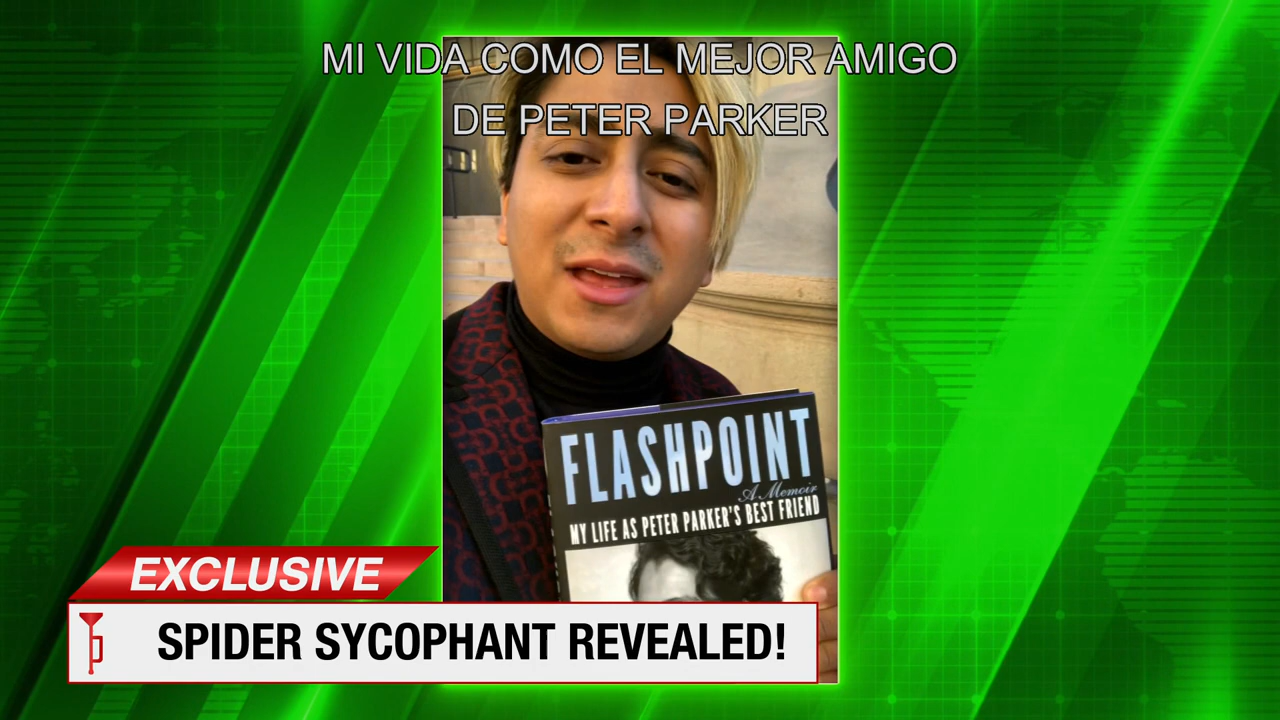 MI VIDA COMO EL MEJOR AMIGO
DE PETER PARKER
FLASHPOINT
A Memoir
MY LIFE AS PETER PARKER'S BEST FRIEND
EXCLUSIVE
SPIDER SYCOPHANT REVEALED!